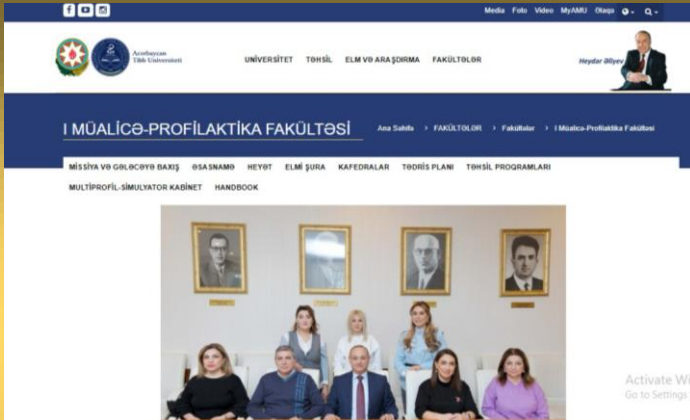 Media Foto Video MyAMU Əlaqə
Azərbaycan
Tibb Universiteti
UNİVERSİTET TƏHSİL ELM VƏ ARAŞDIRMA FAKÜLTƏLƏR
Heydər Əliyev
I MÜALİCƏ-PROFİLAKTİKA FAKÜLTƏSİ
Ana Səhifə > FAKÜLTƏLƏR > Fakültələr > I Müalicə-Profilaktika Fakültəsi
MİSSİYA VƏ GƏLƏCƏYƏ BAXIŞ ƏSASNAMƏ HEYƏT ELMİ ŞURA KAFEDRALAR TƏDRİS PLANI TƏHSİL PROQRAMLARI
MULTİPROFİL-SİMULYATOR KABİNET HANDBOOK
Activate Wi
Go to Settings